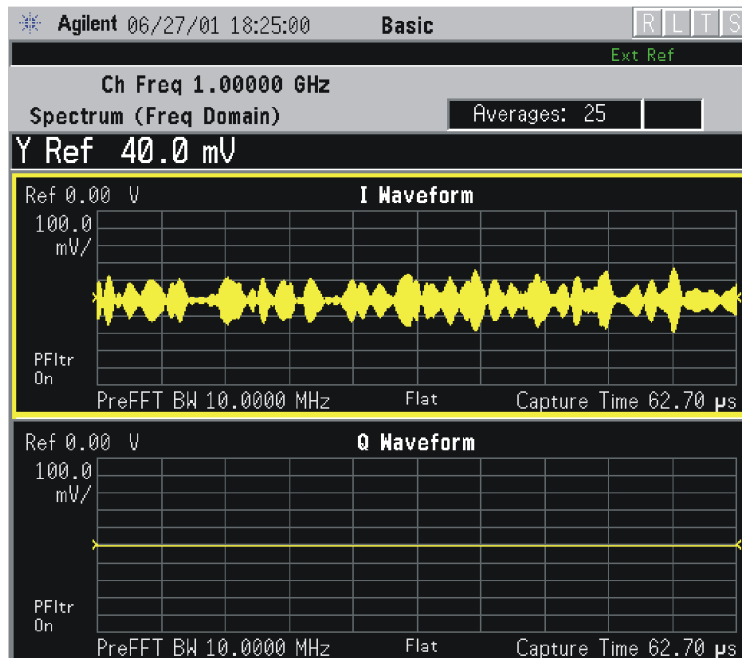 Agilent 06/27/01 18:25:00 Basic R L T S
Ext Ref
Ch Freq 1.00000 GHz
Spectrum (Freq Domain) Averages: 25
Y Ref 40.0 mV
Ref 0.00 V I Waveform
100.0
mV/
PFltr
On
PreFFT BW 10.0000 MHz Flat Capture Time 62.70 μs
Ref 0.00 V Q Waveform
100.0
mV/
PFltr
On
PreFFT BW 10.0000 MHz Flat Capture Time 62.70 μs